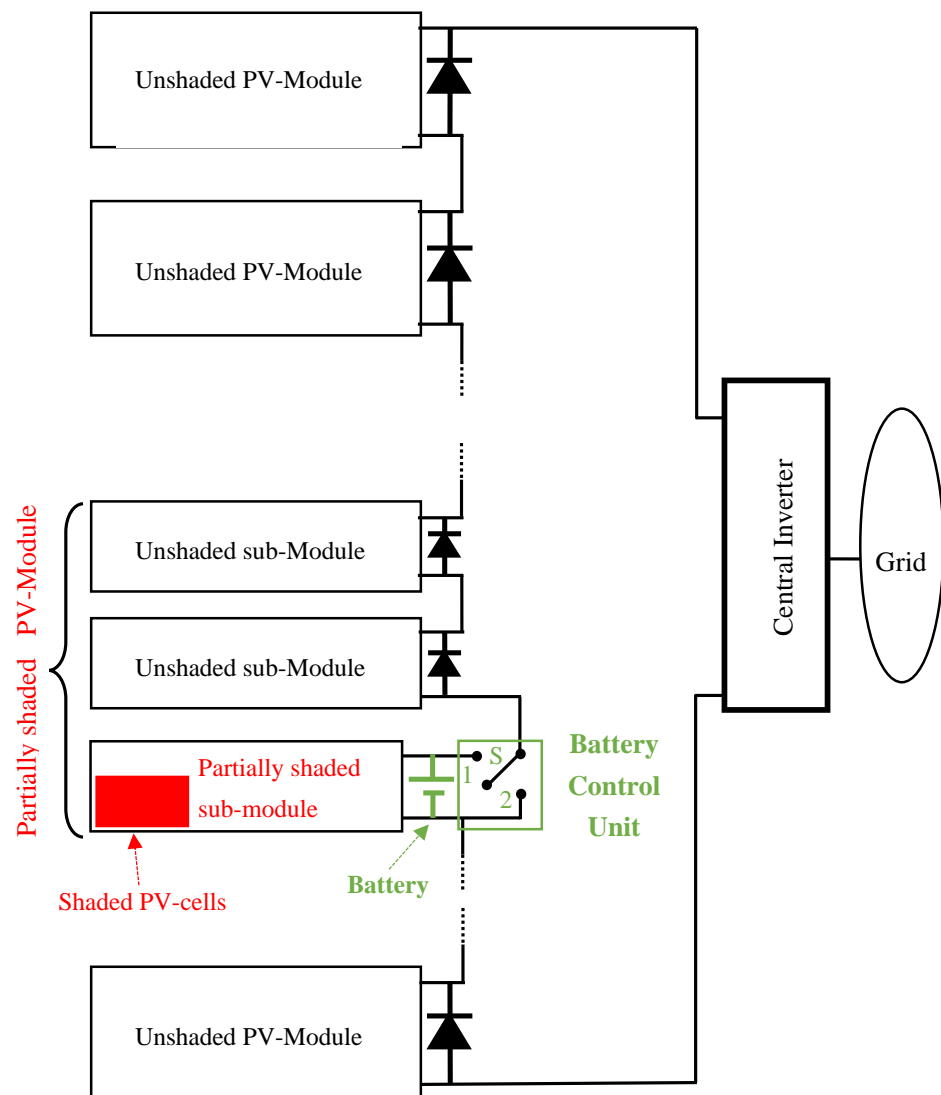 Unshaded PV-Module
Unshaded PV-Module
Partially shaded PV-Module
Unshaded sub-Module
Unshaded sub-Module
Partially shaded
sub-module
1
S
2
Battery
Control
Unit
Battery
Shaded PV-cells
Unshaded PV-Module
Central Inverter
Grid